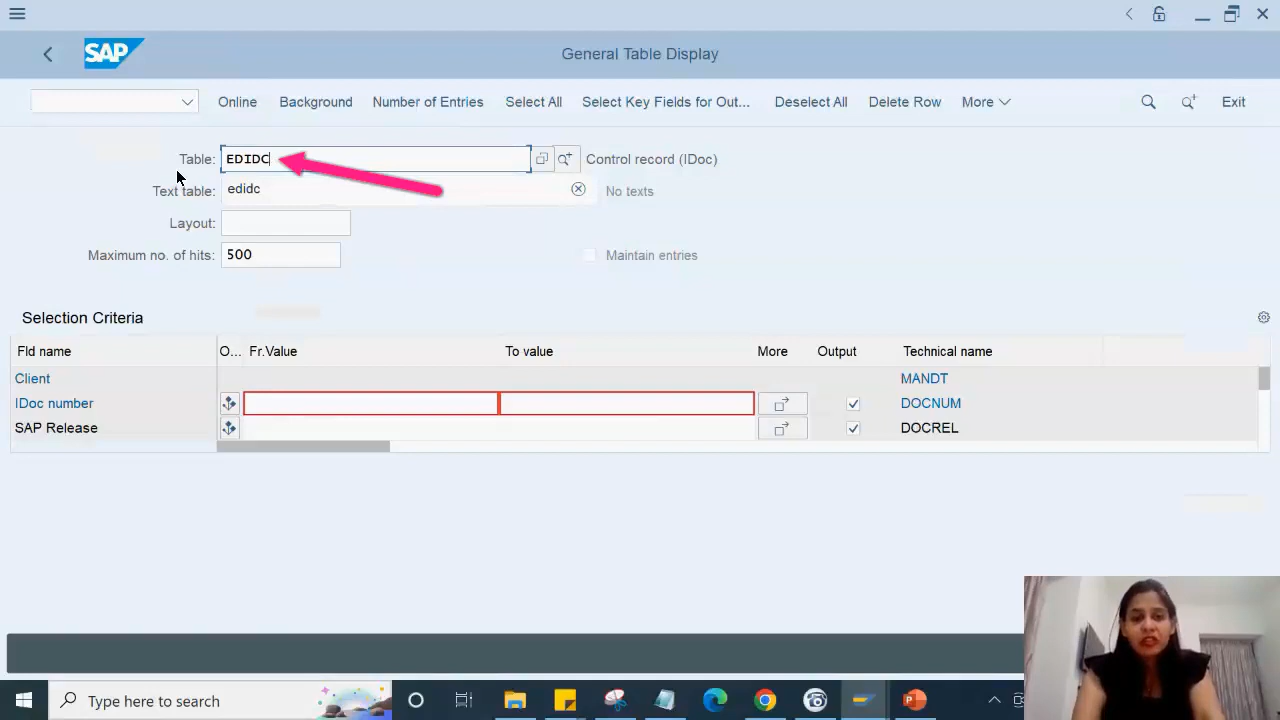 SAP
General Table Display
Online Background Number of Entries Select All Select Key Fields for Out... Deselect All Delete Row More Exit
Table: EDIDC Control record (IDoc)
Text table: edidc No texts
Layout:
Maximum no. of hits: 500 Maintain entries
Selection Criteria
Fld name O... Fr.Value To value More Output Technical name
Client MANDT
IDoc number DOCNUM
SAP Release DOCREL
Type here to search